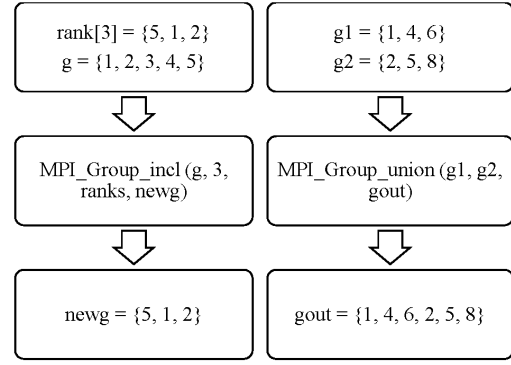 rank[3] = {5, 1, 2}
g = {1, 2, 3, 4, 5}
MPI_Group_incl (g, 3,
ranks, newg)
newg = {5, 1, 2}
g1 = {1, 4, 6}
g2 = {2, 5, 8}
MPI_Group_union (g1, g2,
gout)
gout = {1, 4, 6, 2, 5, 8}